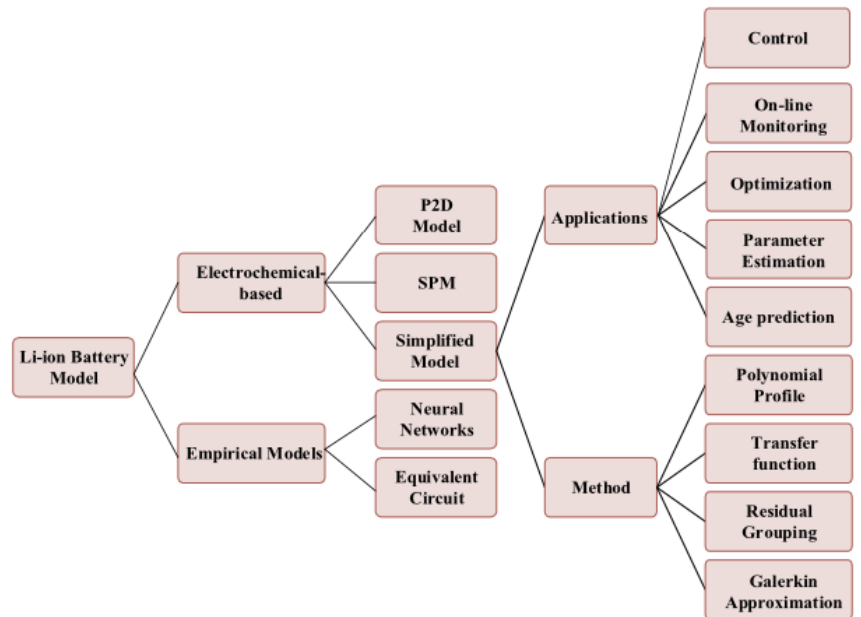 Li-ion Battery
Model
Electrochemical-
based
Empirical Models
P2D
Model
SPM
Simplified
Model
Neural
Networks
Equivalent
Circuit
Applications
Method
Control
On-line
Monitoring
Optimization
Parameter
Estimation
Age prediction
Polynomial
Profile
Transfer
function
Residual
Grouping
Galerkin
Approximation